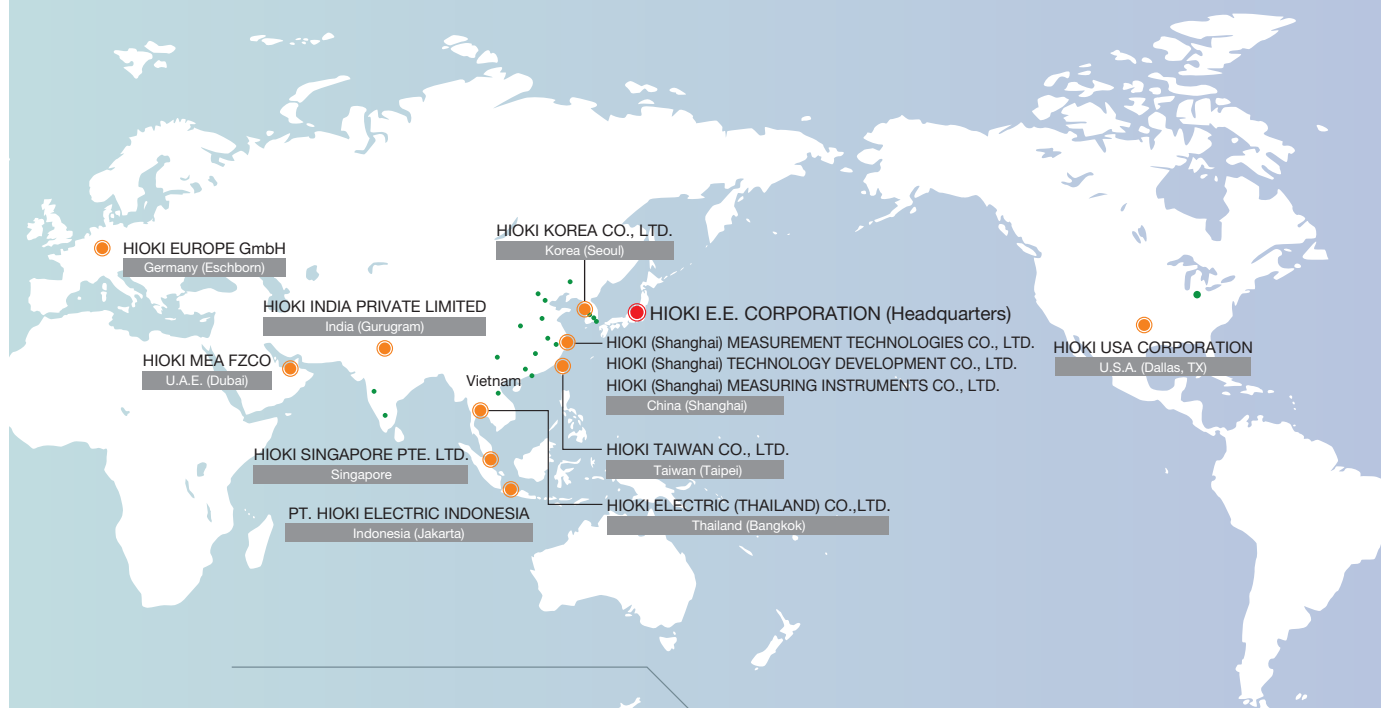 HIOKI EUROPE GmbH
Germany (Eschborn)
HIOKI KOREA CO., LTD.
Korea (Seoul)
HIOKI INDIA PRIVATE LIMITED
India (Gurugram)
HIOKI MEA FZCO
U.A.E. (Dubai)
Vietnam
HIOKI E.E. CORPORATION (Headquarters)
HIOKI (Shanghai) MEASUREMENT TECHNOLOGIES CO., LTD.
HIOKI (Shanghai) TECHNOLOGY DEVELOPMENT CO., LTD.
HIOKI (Shanghai) MEASURING INSTRUMENTS CO., LTD.
China (Shanghai)
HIOKI USA CORPORATION
U.S.A. (Dallas, TX)
HIOKI SINGAPORE PTE. LTD.
Singapore
HIOKI TAIWAN CO., LTD.
Taiwan (Taipei)
PT. HIOKI ELECTRIC INDONESIA
Indonesia (Jakarta)
HIOKI ELECTRIC (THAILAND) CO.,LTD.
Thailand (Bangkok)